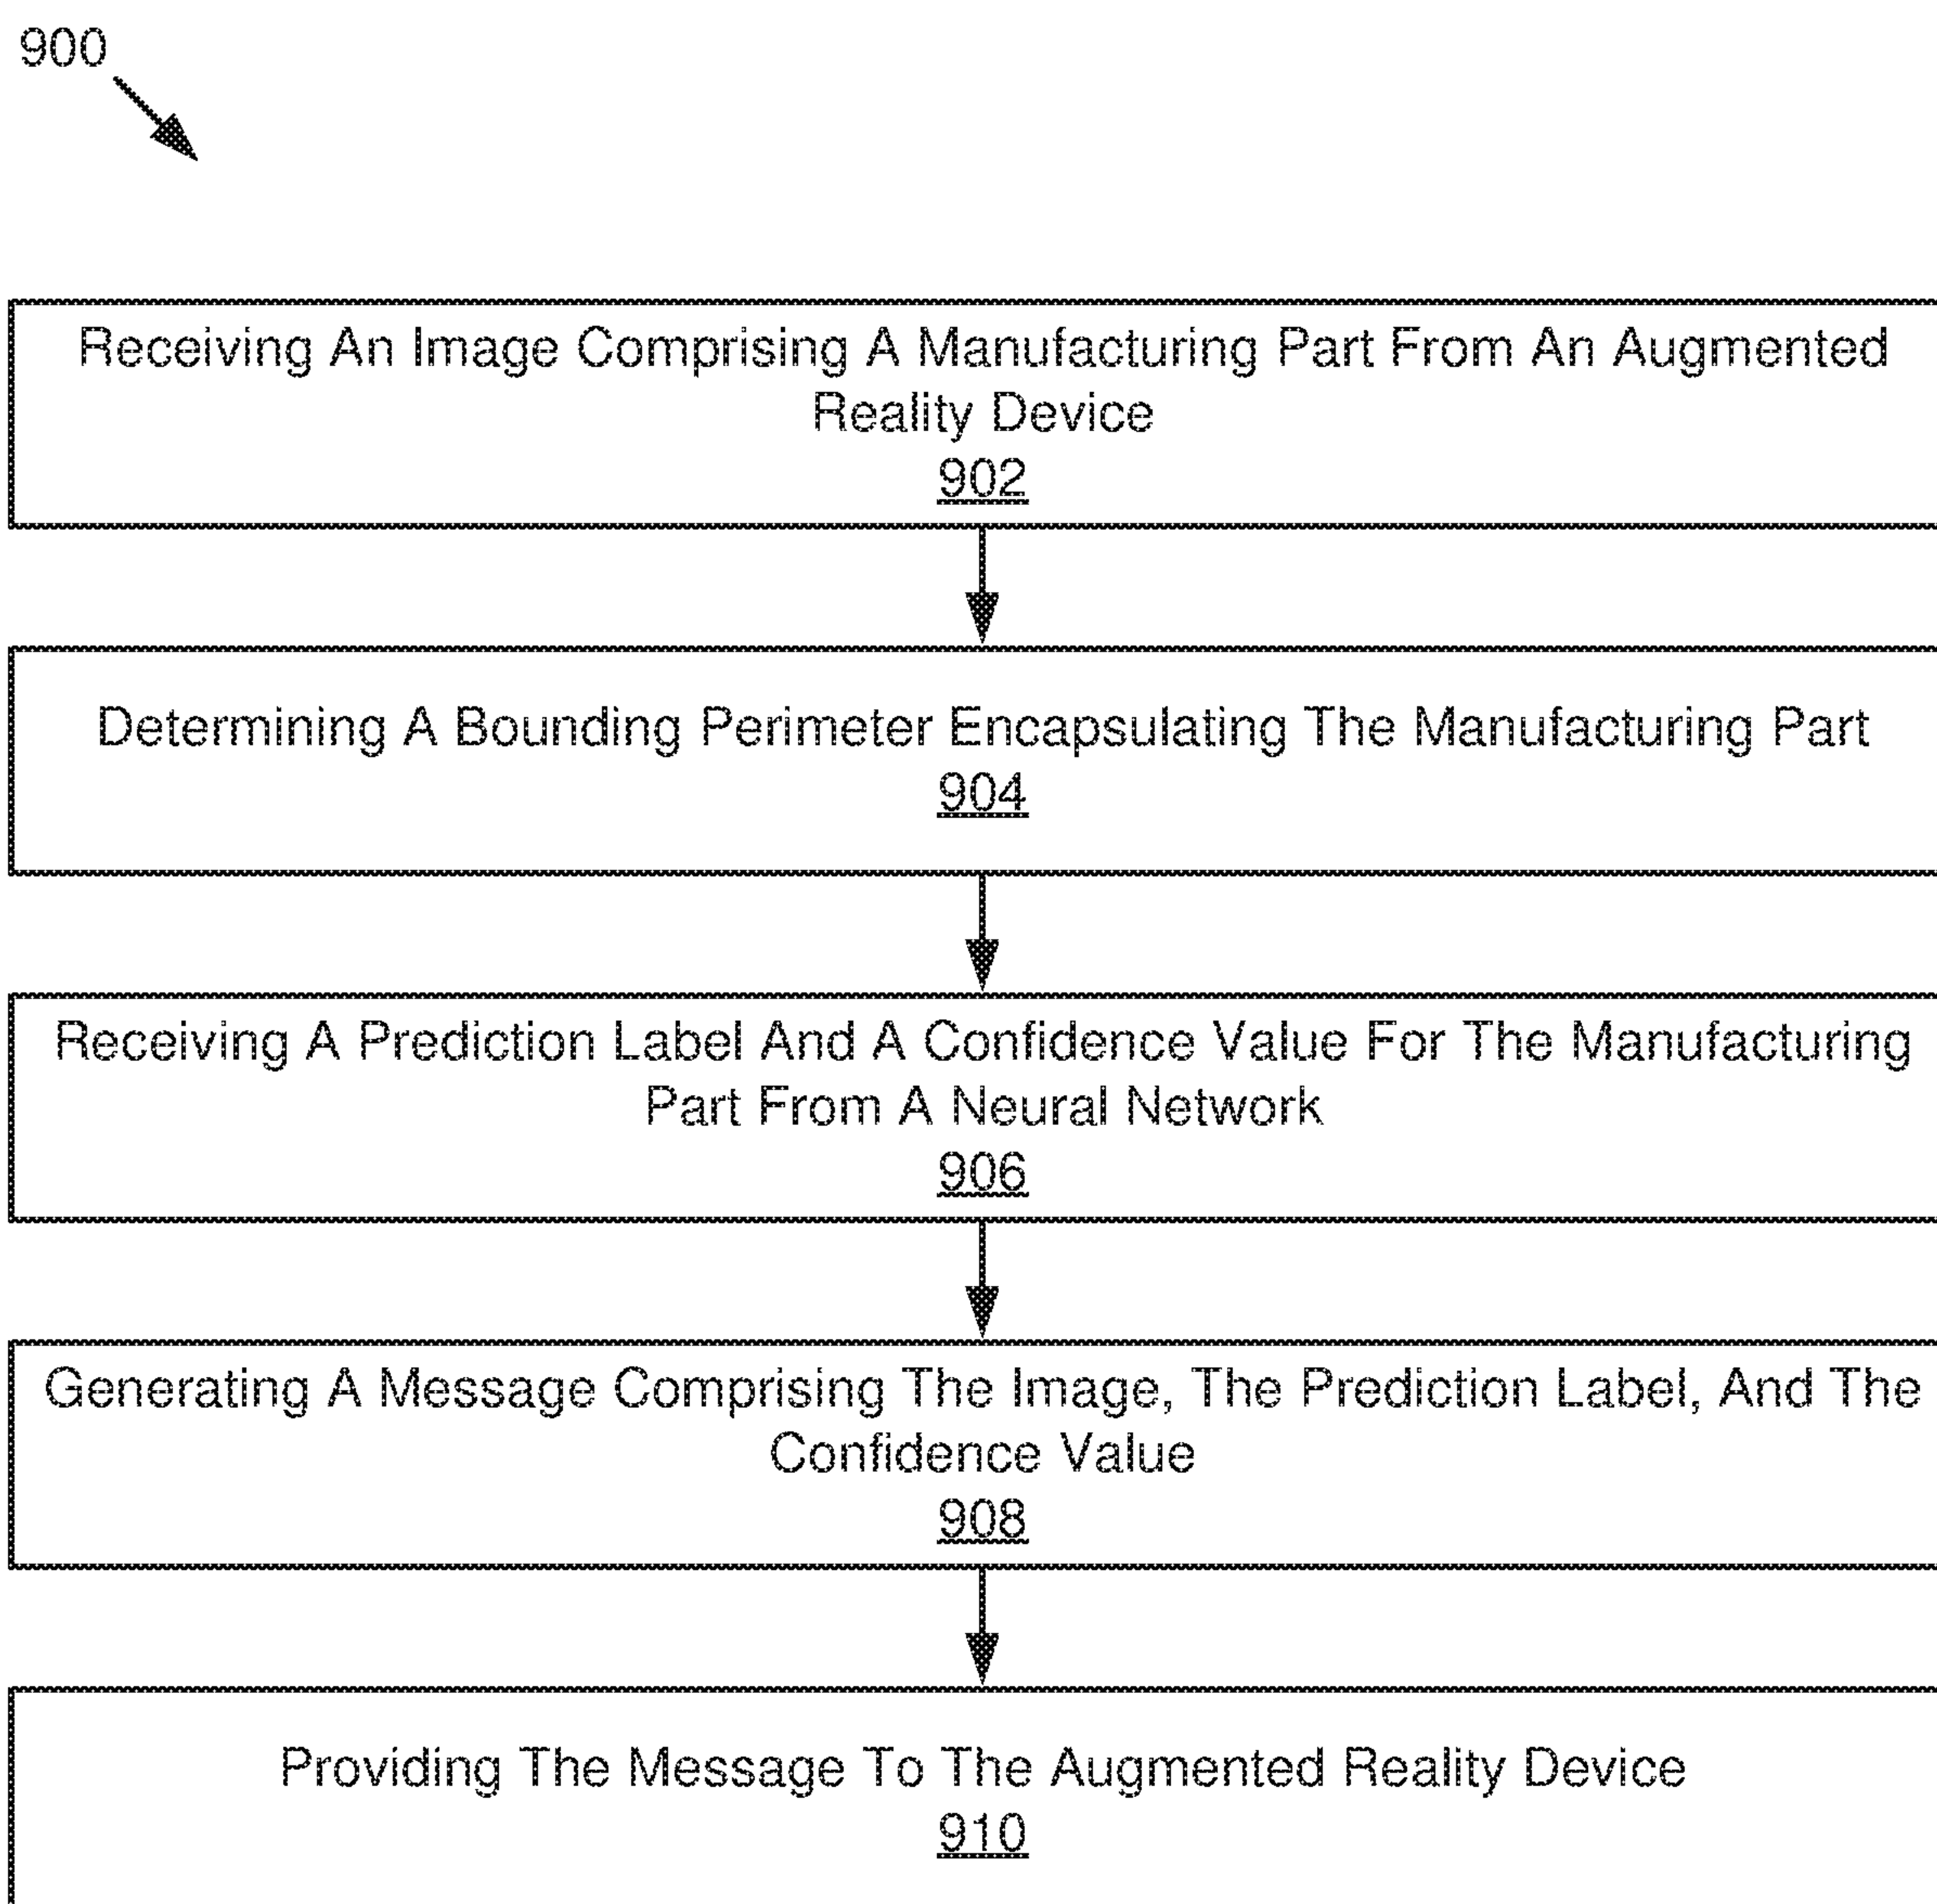 900
Receiving An Image Comprising A Manufacturing Part From An Augmented
Reality Device
902
Determining A Bounding Perimeter Encapsulating The Manufacturing Part
904
Receiving A Prediction Label And A Confidence Value For The Manufacturing
Part From A Neural Network
906
Generating A Message Comprising The Image, The Prediction Label, And The
Confidence Value
908
Providing The Message To The Augmented Reality Device
910